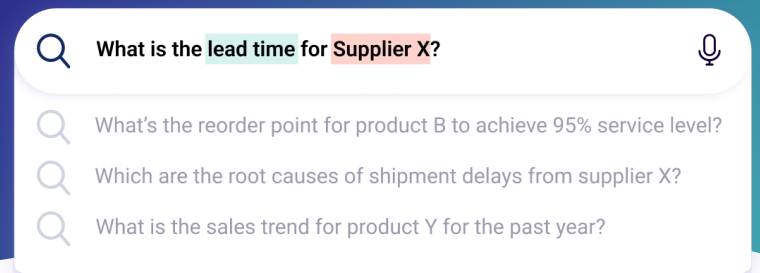 What is the lead time for Supplier X?
What’s the reorder point for product B to achieve 95% service level?
Which are the root causes of shipment delays from supplier X?
What is the sales trend for product Y for the past year?